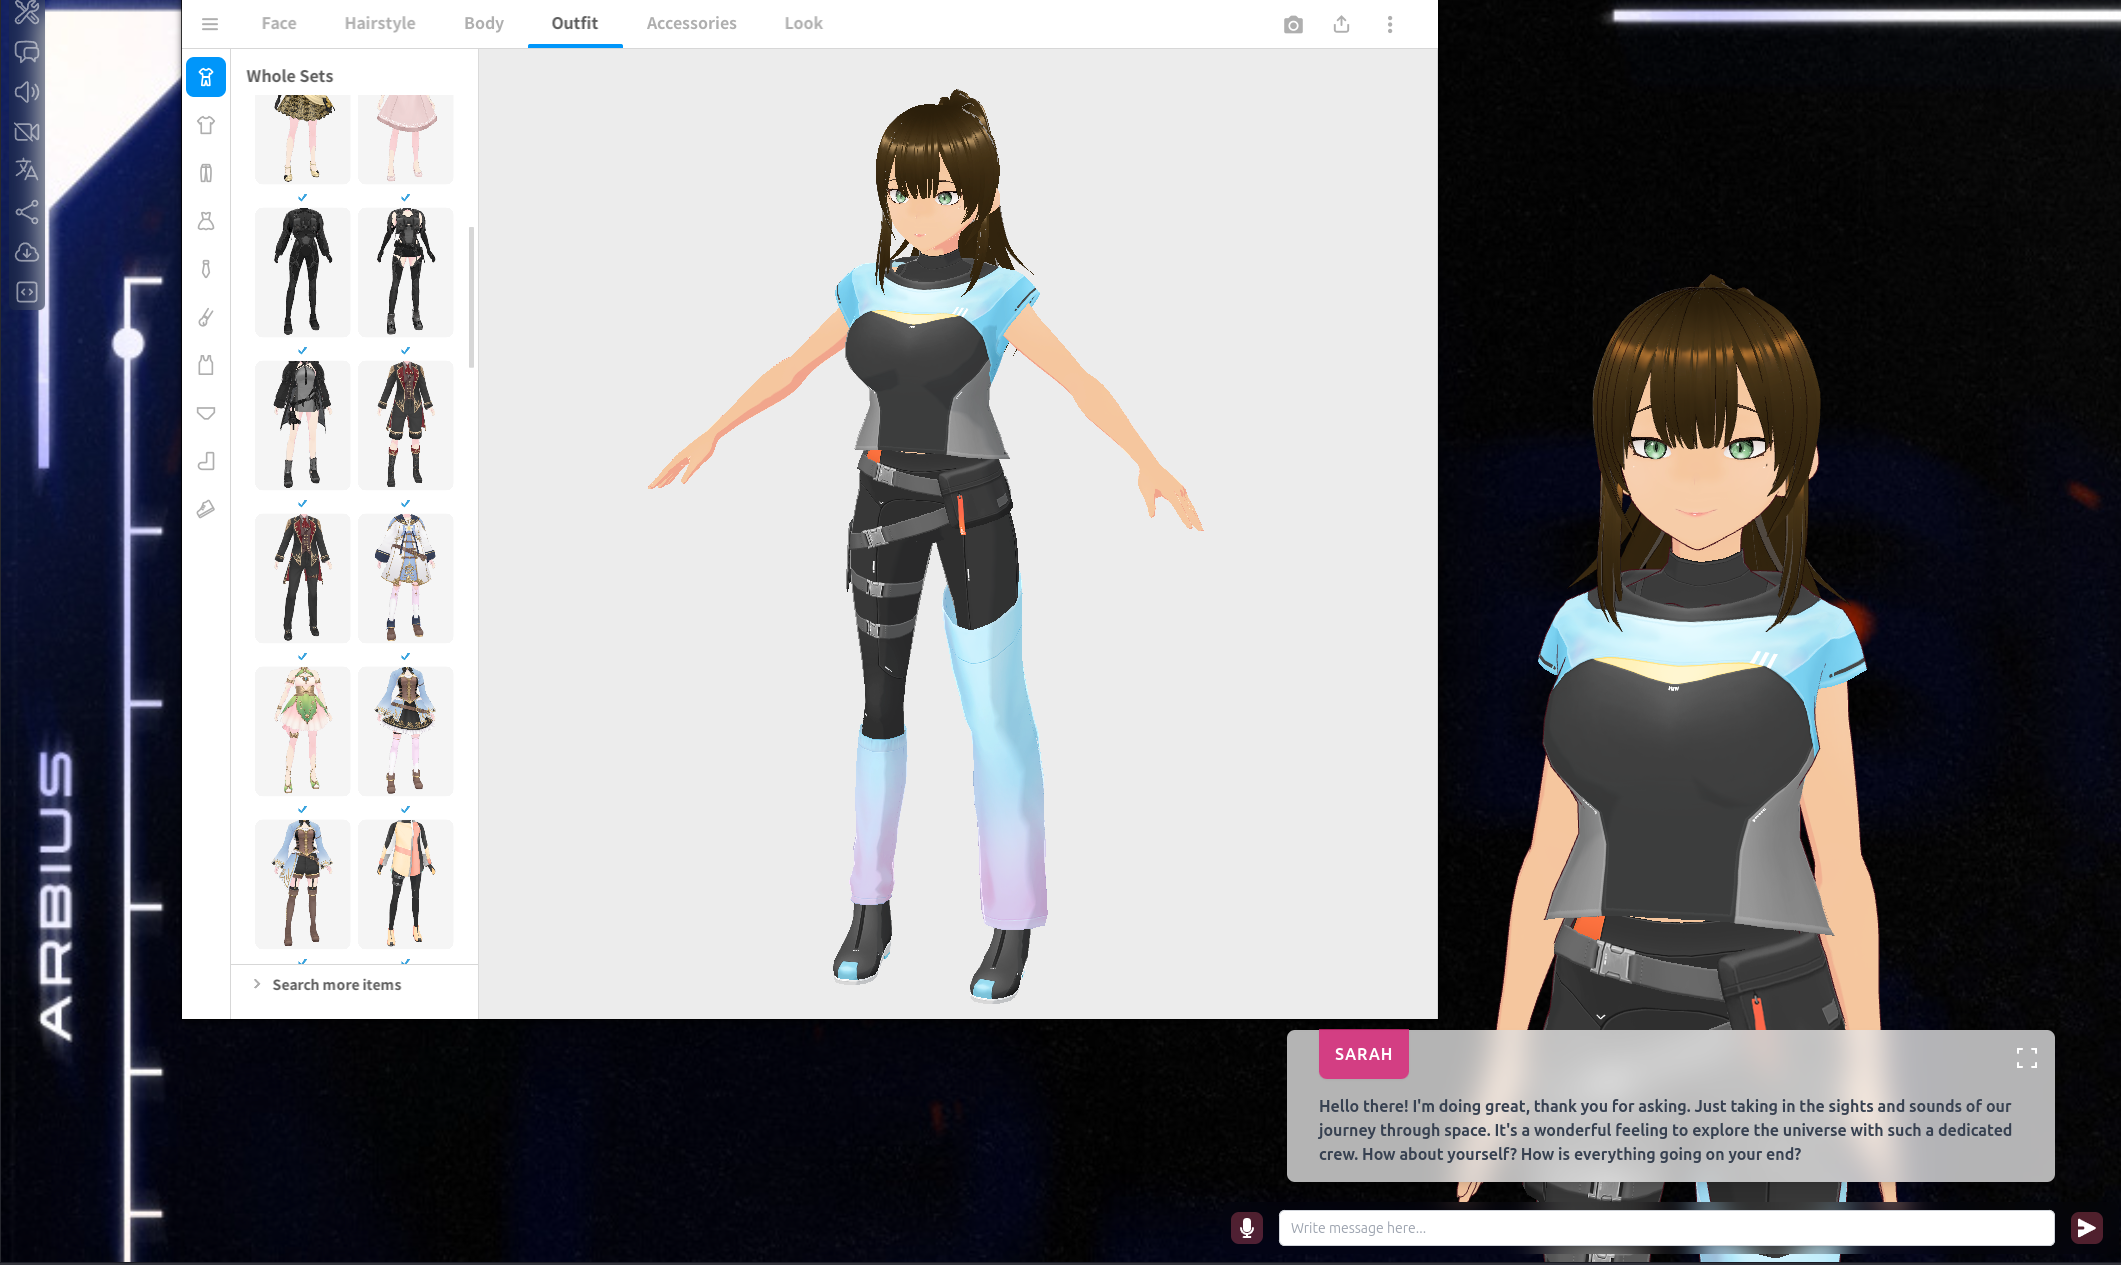 Face
Hairstyle
Body
Outfit
Accessories
Look
Whole Sets
Search more items
ARBIUS
SARAH
Hello there! I'm doing great, thank you for asking. Just taking in the sights and sounds of our
journey through space. It's a wonderful feeling to explore the universe with such a dedicated
crew. How about yourself? How is everything going on your end?
Write message here...